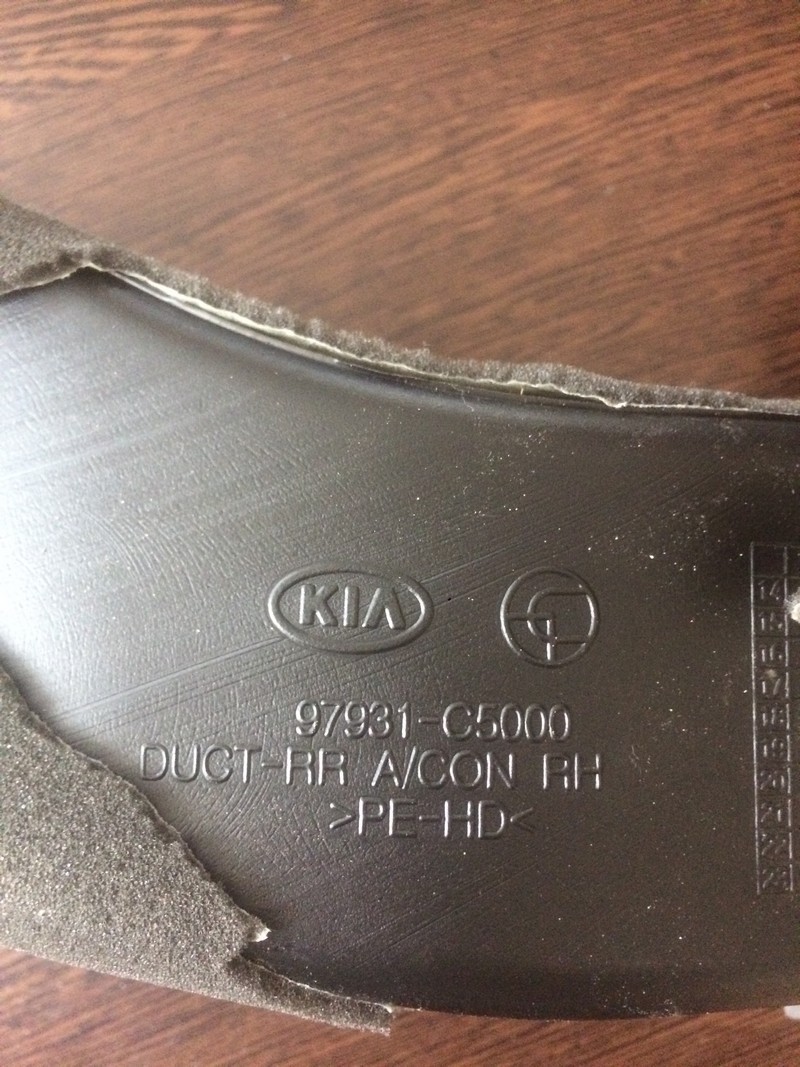 KIA
97931-C5000
DUCT-RR A/CON RH
>PE-HD<